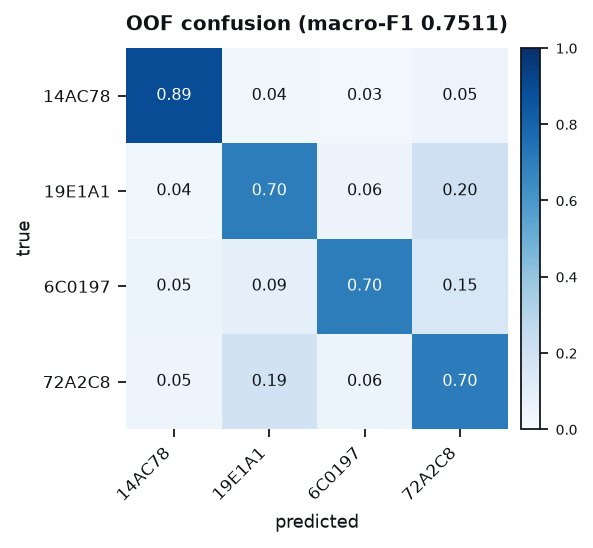 OOF confusion (macro-F1 0.7511)
14AC78 0.89 0.04 0.03 0.05
19E1A1 0.04 0.70 0.06 0.20
6C0197 0.05 0.09 0.70 0.15
72A2C8 0.05 0.19 0.06 0.70
true
14AC78 19E1A1 6C0197 72A2C8
predicted
1.0
0.8
0.6
0.4
0.2
0.0